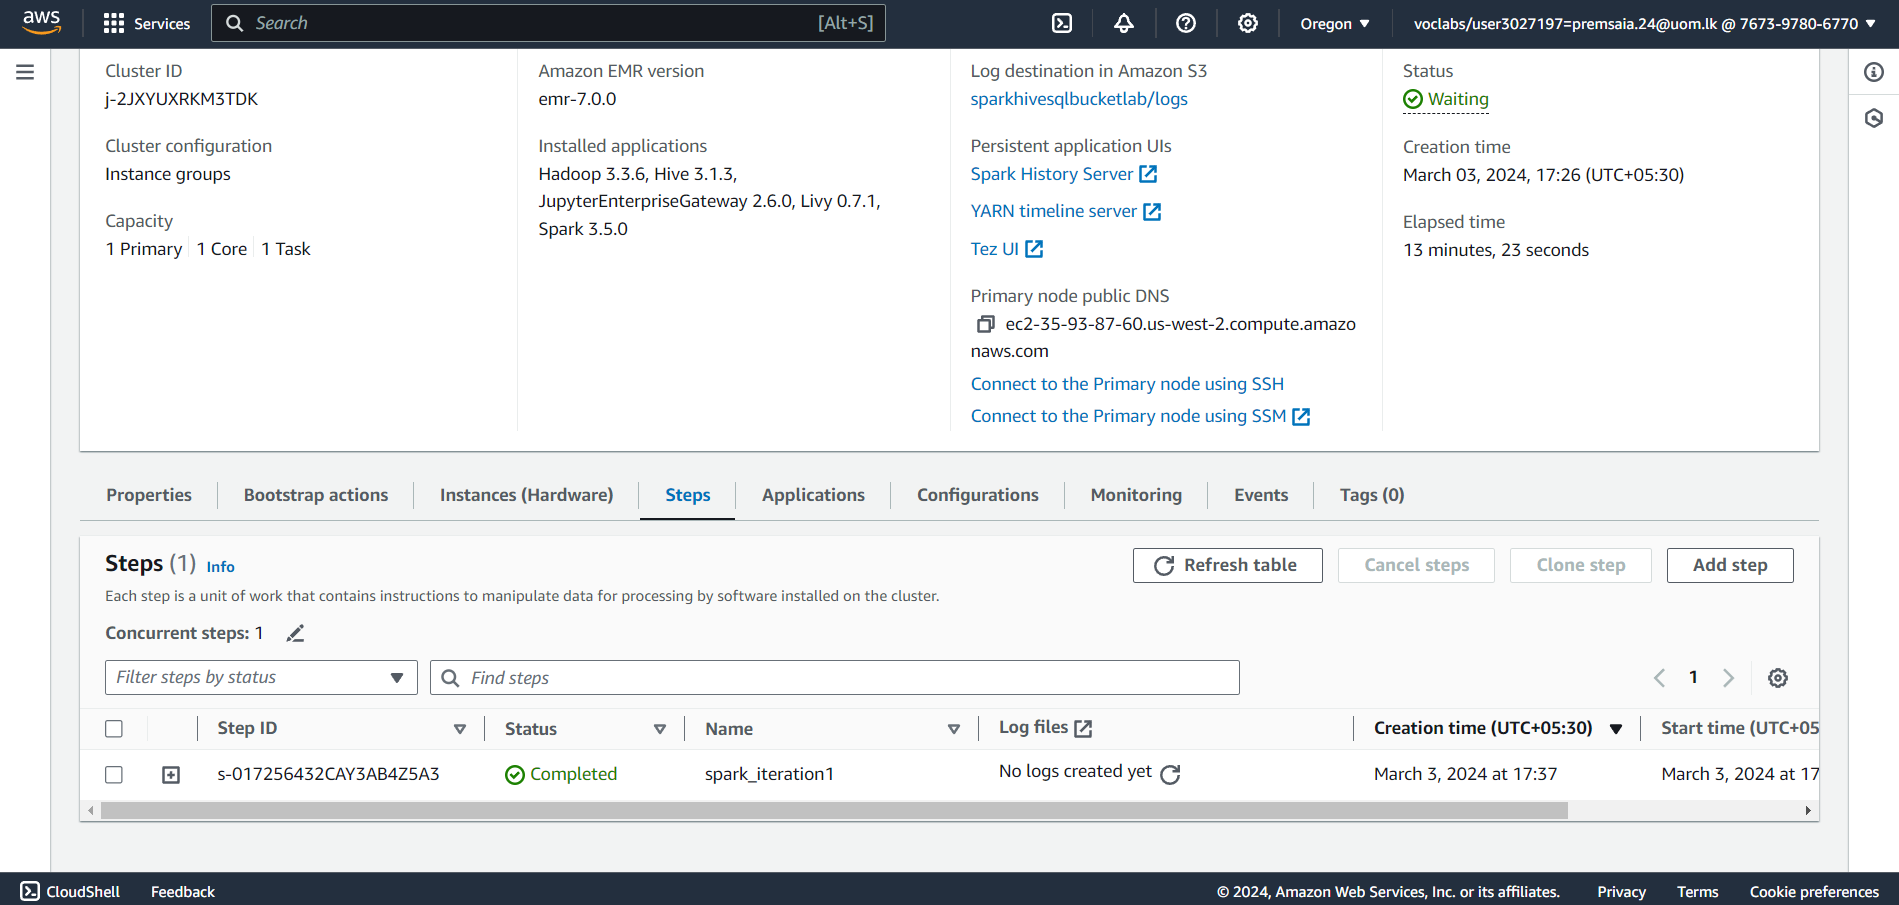 aws
Services
Search
[Alt+S]
Oregon
voclabs/user3027197=premsaia.24@uom.lk @ 7673-9780-6770
Cluster ID
j-2JXYUXRKM3TDK
Cluster configuration
Instance groups
Capacity
1 Primary 1 Core 1 Task
Amazon EMR version
emr-7.0.0
Installed applications
Hadoop 3.3.6, Hive 3.1.3,
JupyterEnterpriseGateway 2.6.0, Livy 0.7.1,
Spark 3.5.0
Log destination in Amazon S3
sparkhivesqlbucketlab/logs
Persistent application UIs
Spark History Server
YARN timeline server
Tez UI
Primary node public DNS
ec2-35-93-87-60.us-west-2.compute.amazo
naws.com
Connect to the Primary node using SSH
Connect to the Primary node using SSM
Status
Waiting
Creation time
March 03, 2024, 17:26 (UTC+05:30)
Elapsed time
13 minutes, 23 seconds
Properties
Bootstrap actions
Instances (Hardware)
Steps
Applications
Configurations
Monitoring
Events
Tags (0)
Steps (1) Info
Refresh table
Cancel steps
Clone step
Add step
Each step is a unit of work that contains instructions to manipulate data for processing by software installed on the cluster.
Concurrent steps: 1
Filter steps by status
Find steps
1
Step ID
Status
Name
Log files
Creation time (UTC+05:30)
Start time (UTC+05
s-017256432CAY3AB4Z5A3
Completed
spark_iteration1
No logs created yet
March 3, 2024 at 17:37
March 3, 2024 at 17
CloudShell
Feedback
© 2024, Amazon Web Services, Inc. or its affiliates.
Privacy
Terms
Cookie preferences